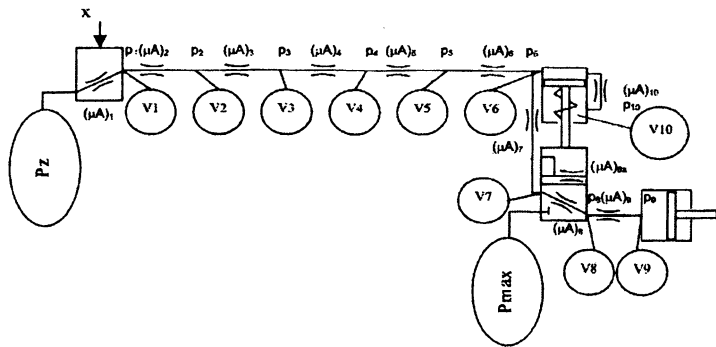 x
p₁(μA)₂ p₂ (μA)₃ p₃ (μA)₄ p₄ (μA)₅ p₅ (μA)₆ p₆
(μA)₁ V1 V2 V3 V4 V5 V6
(μA)₁₀
p₁₀
V10
Pz
(μA)₇
(μA)₈ₐ
V7
p₈(μA)₉ p₉
(μA)₈
V8 V9
Pmax